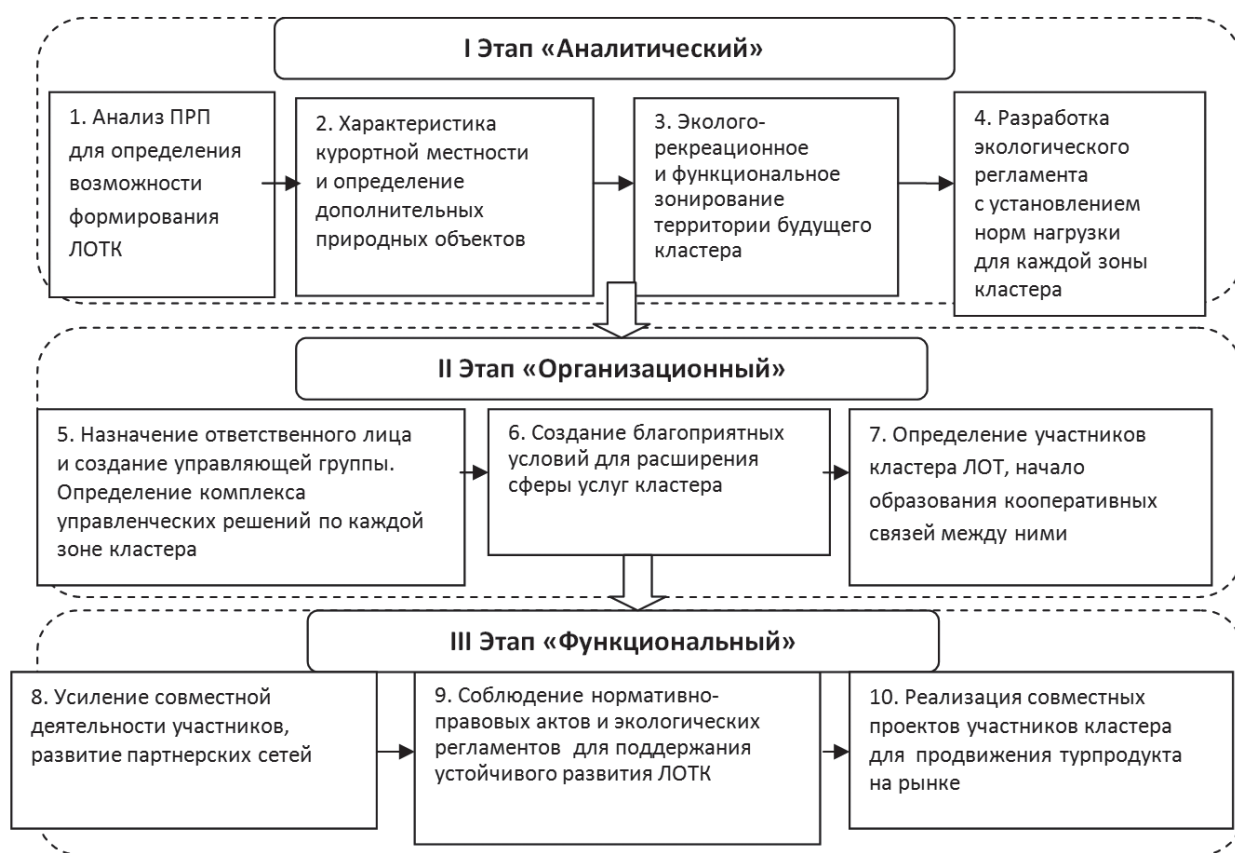 I Этап «Аналитический»
1. Анализ ПРП
для определения
возможности
формирования
ЛОТК
2. Характеристика
курортной местности
и определение
дополнительных
природных объектов
3. Эколого-
рекреационное
и функциональное
зонирование
территории будущего
кластера
4. Разработка
экологического
регламента
с установлением
норм нагрузки
для каждой зоны
кластера
II Этап «Организационный»
5. Назначение ответственного лица
и создание управляющей группы.
Определение комплекса
управленческих решений по каждой
зоне кластера
6. Создание благоприятных
условий для расширения
сферы услуг кластера
7. Определение участников
кластера ЛОТ, начало
образования кооперативных
связей между ними
III Этап «Функциональный»
8. Усиление совместной
деятельности участников,
развитие партнерских сетей
9. Соблюдение нормативно-
правовых актов и экологических
регламентов для поддержания
устойчивого развития ЛОТК
10. Реализация совместных
проектов участников кластера
для продвижения турпродукта
на рынке